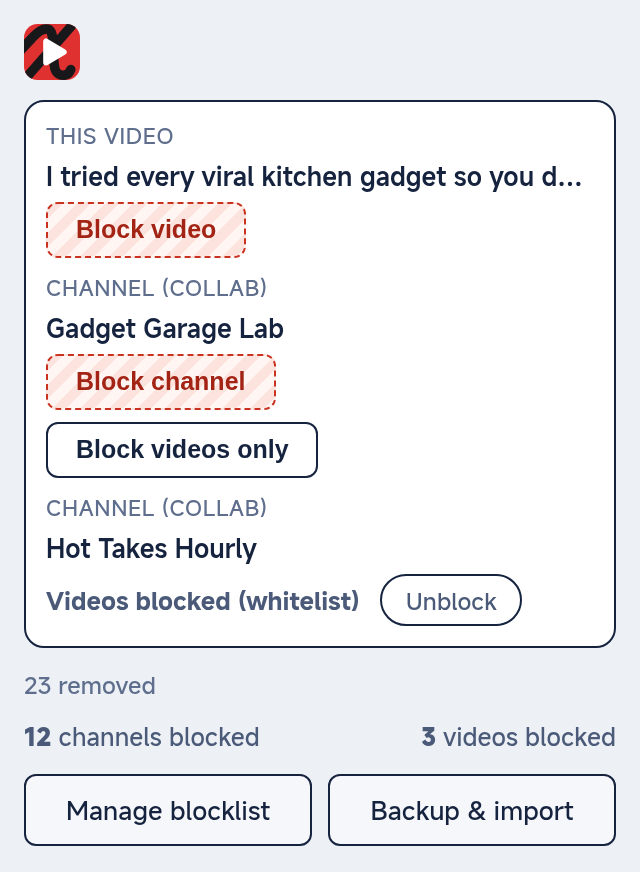 THIS VIDEO
I tried every viral kitchen gadget so you d…
Block video
CHANNEL (COLLAB)
Gadget Garage Lab
Block channel
Block videos only
CHANNEL (COLLAB)
Hot Takes Hourly
Videos blocked (whitelist) Unblock
23 removed
12 channels blocked 3 videos blocked
Manage blocklist Backup & import